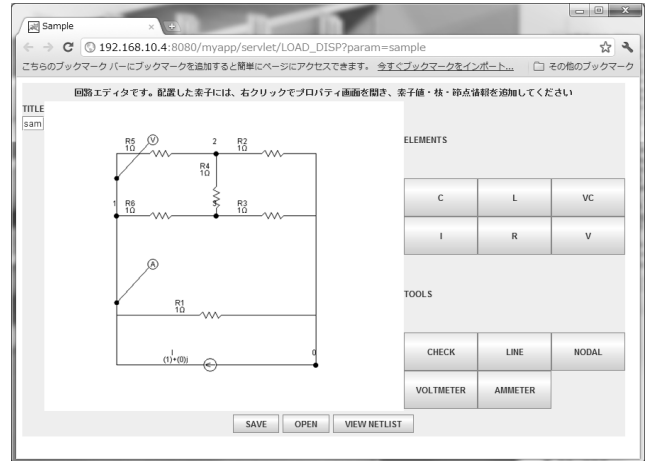 Sample
192.168.10.4:8080/myapp/servlet/LOAD_DISP?param=sample
こちらのブックマーク バーにブックマークを追加すると簡単にページにアクセスできます。 今すぐブックマークをインポート... その他のブックマーク
回路エディタです。配置した素子には、右クリックでプロパティ画面を開き、素子値・枝・節点情報を追加してください
TITLE
sam
R5
1Ω
V
2
R2
1Ω
R4
1Ω
1
R6
1Ω
3
R3
1Ω
A
R1
1Ω
I
(1)+(0)j
0
ELEMENTS
C L VC
I R V
TOOLS
CHECK LINE NODAL
VOLTMETER AMMETER
SAVE OPEN VIEW NETLIST